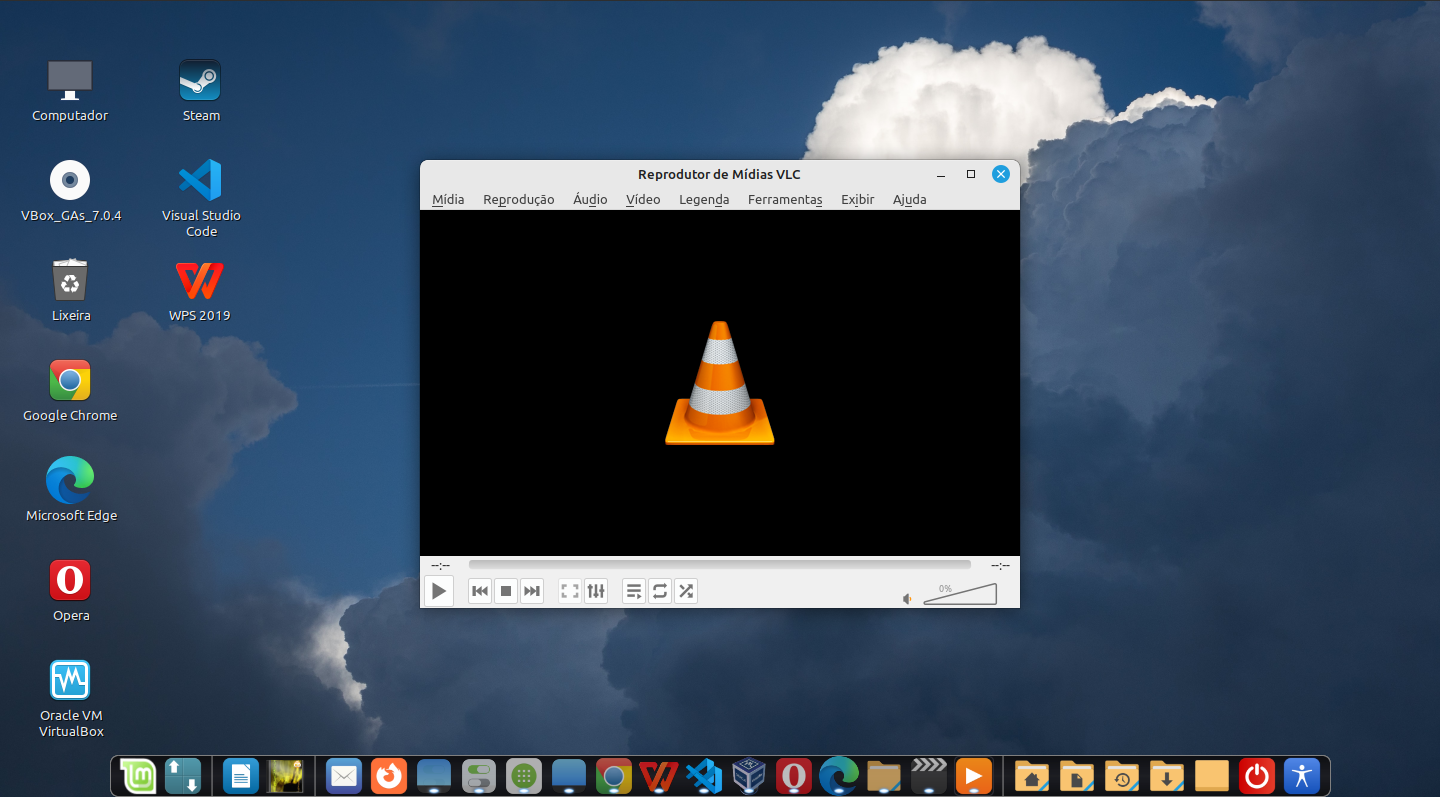 Computador
Steam
VBox_GAs_7.0.4
Visual Studio
Code
Lixeira
WPS 2019
Google Chrome
Microsoft Edge
Opera
Oracle VM
VirtualBox
Reprodutor de Mídias VLC
Mídia Reprodução Áudio Vídeo Legenda Ferramentas Exibir Ajuda
--:-- --:--
0%